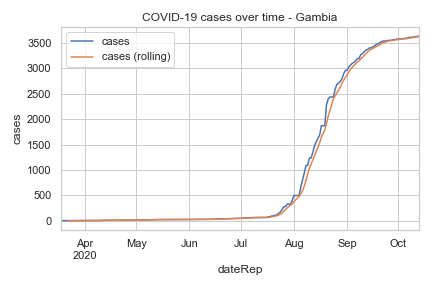 COVID-19 cases over time - Gambia
cases
cases (rolling)
3500
3000
2500
2000
1500
1000
500
0
cases
Apr
2020
May
Jun
Jul
Aug
Sep
Oct
dateRep